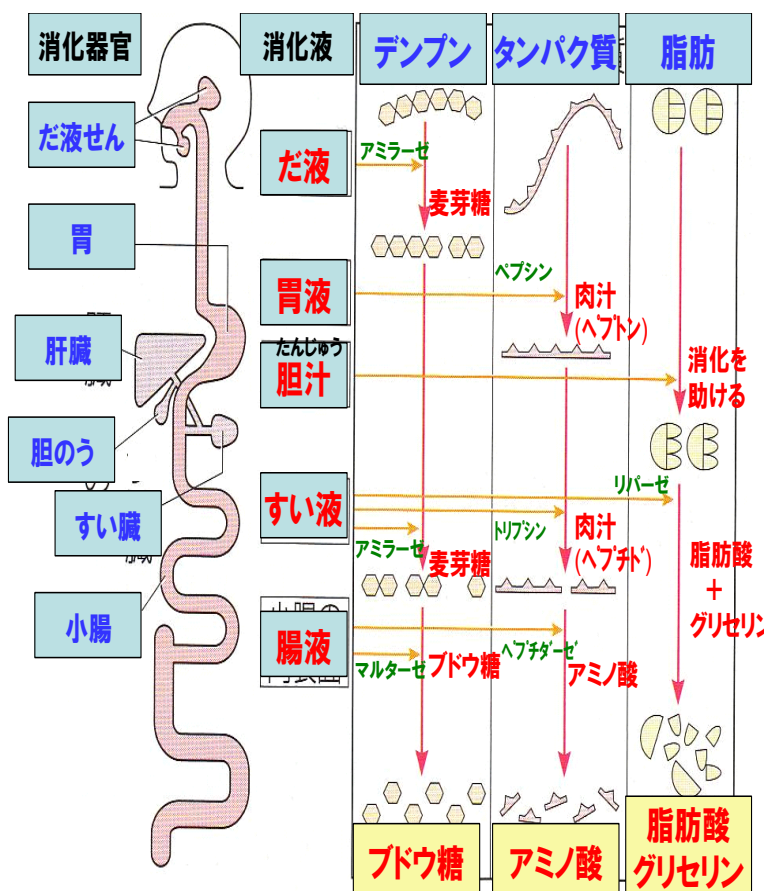 消化器官
消化液
デンプン
タンパク質
脂肪
だ液せん
だ液
アミラーゼ
麦芽糖
胃
胃液
ペプシン
肉汁
(ペプトン)
肝臓
たんじゅう
胆汁
消化を
助ける
胆のう
すい臓
すい液
リパーゼ
トリプシン
アミラーゼ
麦芽糖
肉汁
(ペプチド)
脂肪酸
+
グリセリン
小腸
腸液
ペプチダーゼ
マルターゼ
ブドウ糖
アミノ酸
ブドウ糖
アミノ酸
脂肪酸
グリセリン